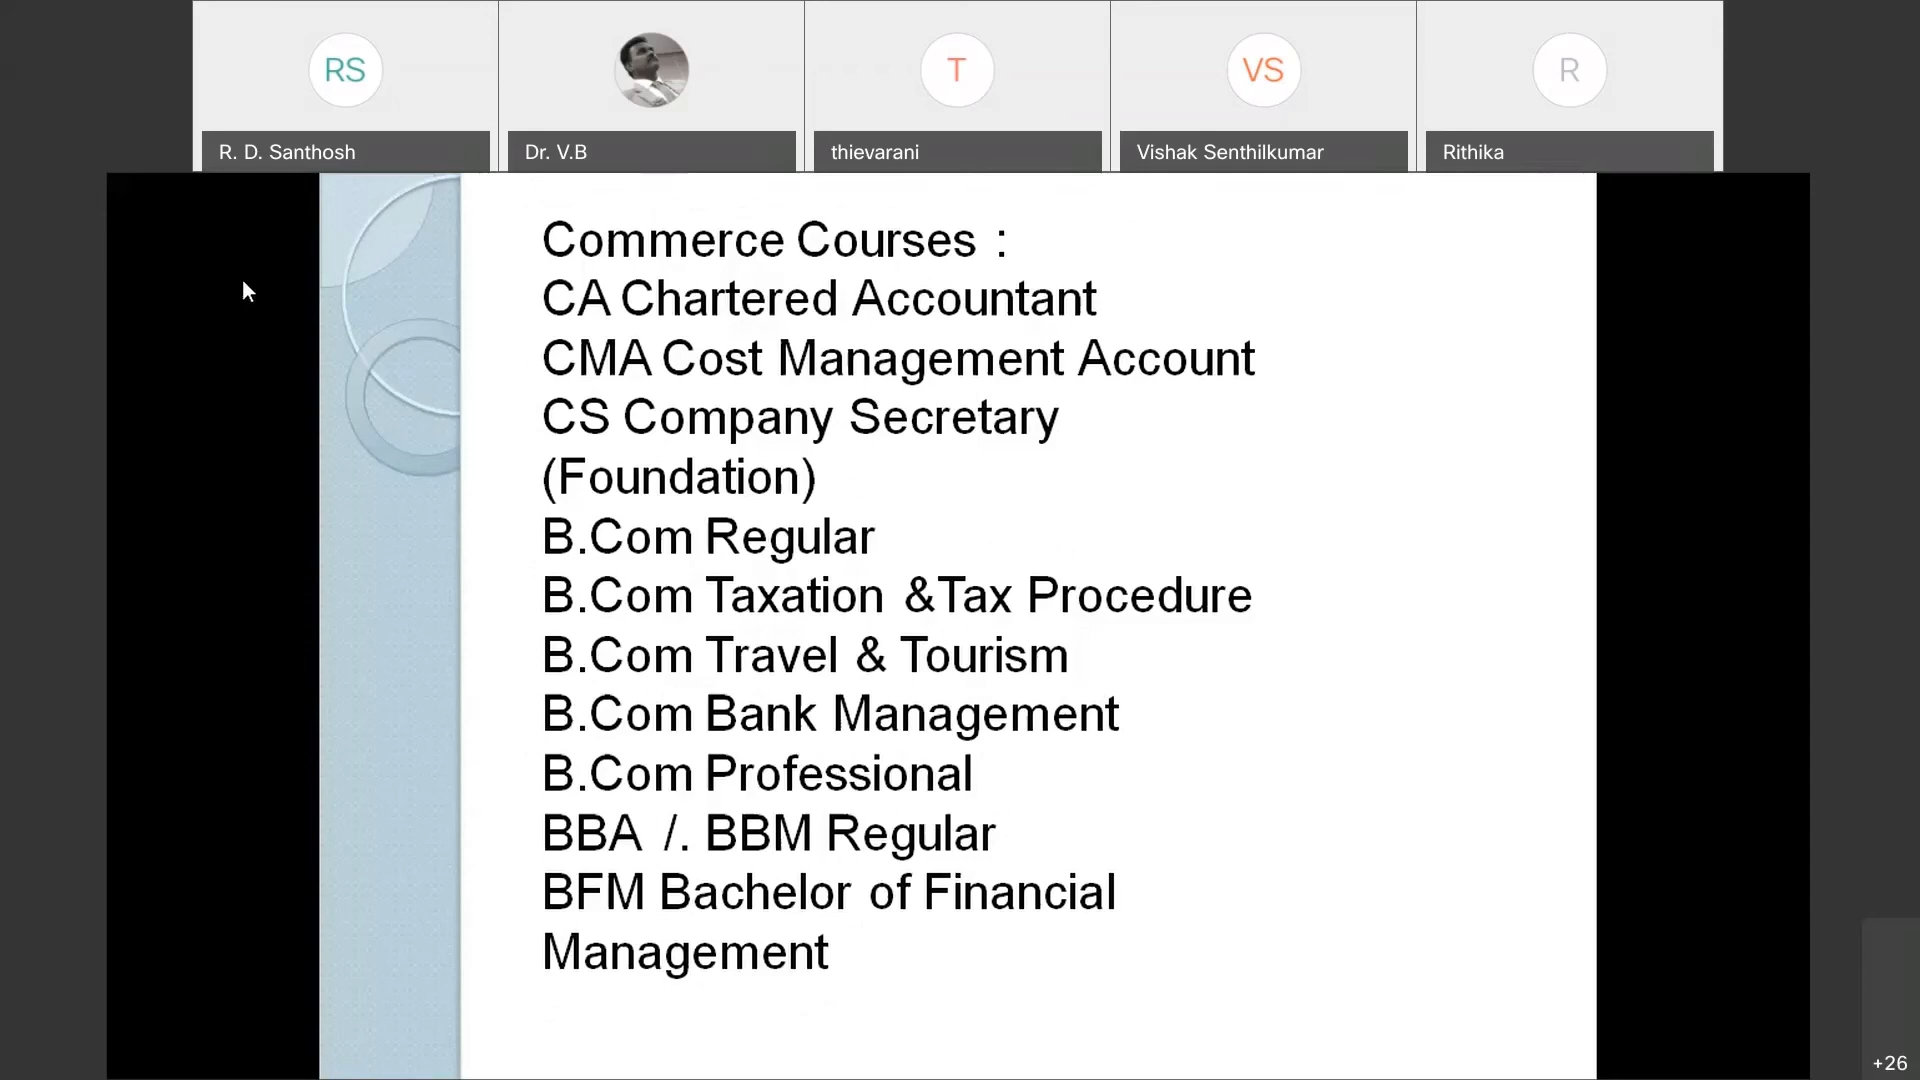 RS
T
VS
R
R. D. Santhosh
Dr. V.B
thievarani
Vishak Senthilkumar
Rithika
Commerce Courses :
CA Chartered Accountant
CMA Cost Management Account
CS Company Secretary
(Foundation)
B.Com Regular
B.Com Taxation &Tax Procedure
B.Com Travel & Tourism
B.Com Bank Management
B.Com Professional
BBA /. BBM Regular
BFM Bachelor of Financial
Management
+26